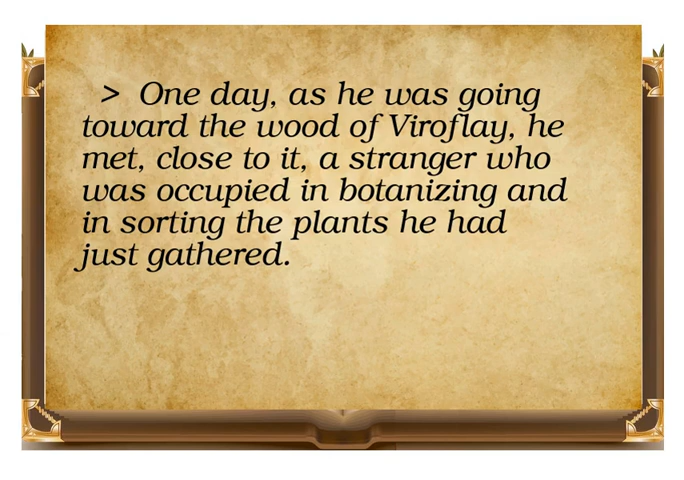 > One day, as he was going
toward the wood of Viroflay, he
met, close to it, a stranger who
was occupied in botanizing and
in sorting the plants he had
just gathered.